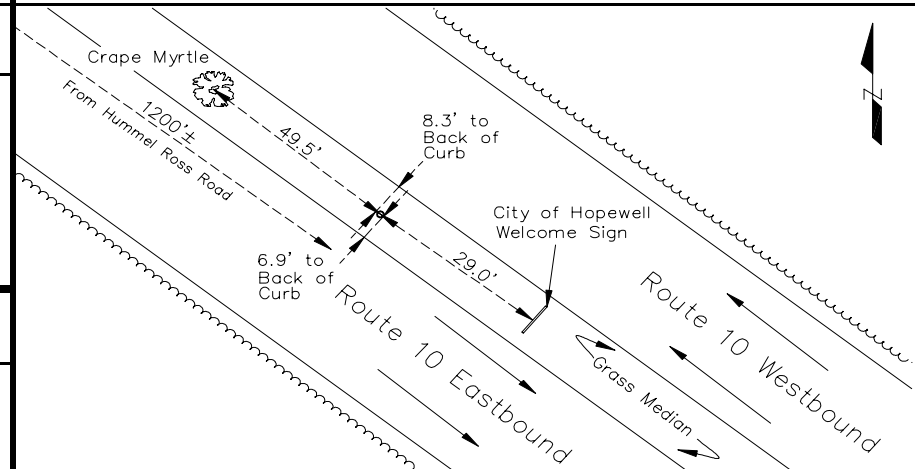 Crape Myrtle
1200'±
From Hummel Ross Road
49.5'
8.3' to
Back of
Curb
N
City of Hopewell
Welcome Sign
6.9' to
Back of
Curb
29.0'
Route 10 Eastbound
Grass Median
Route 10 Westbound